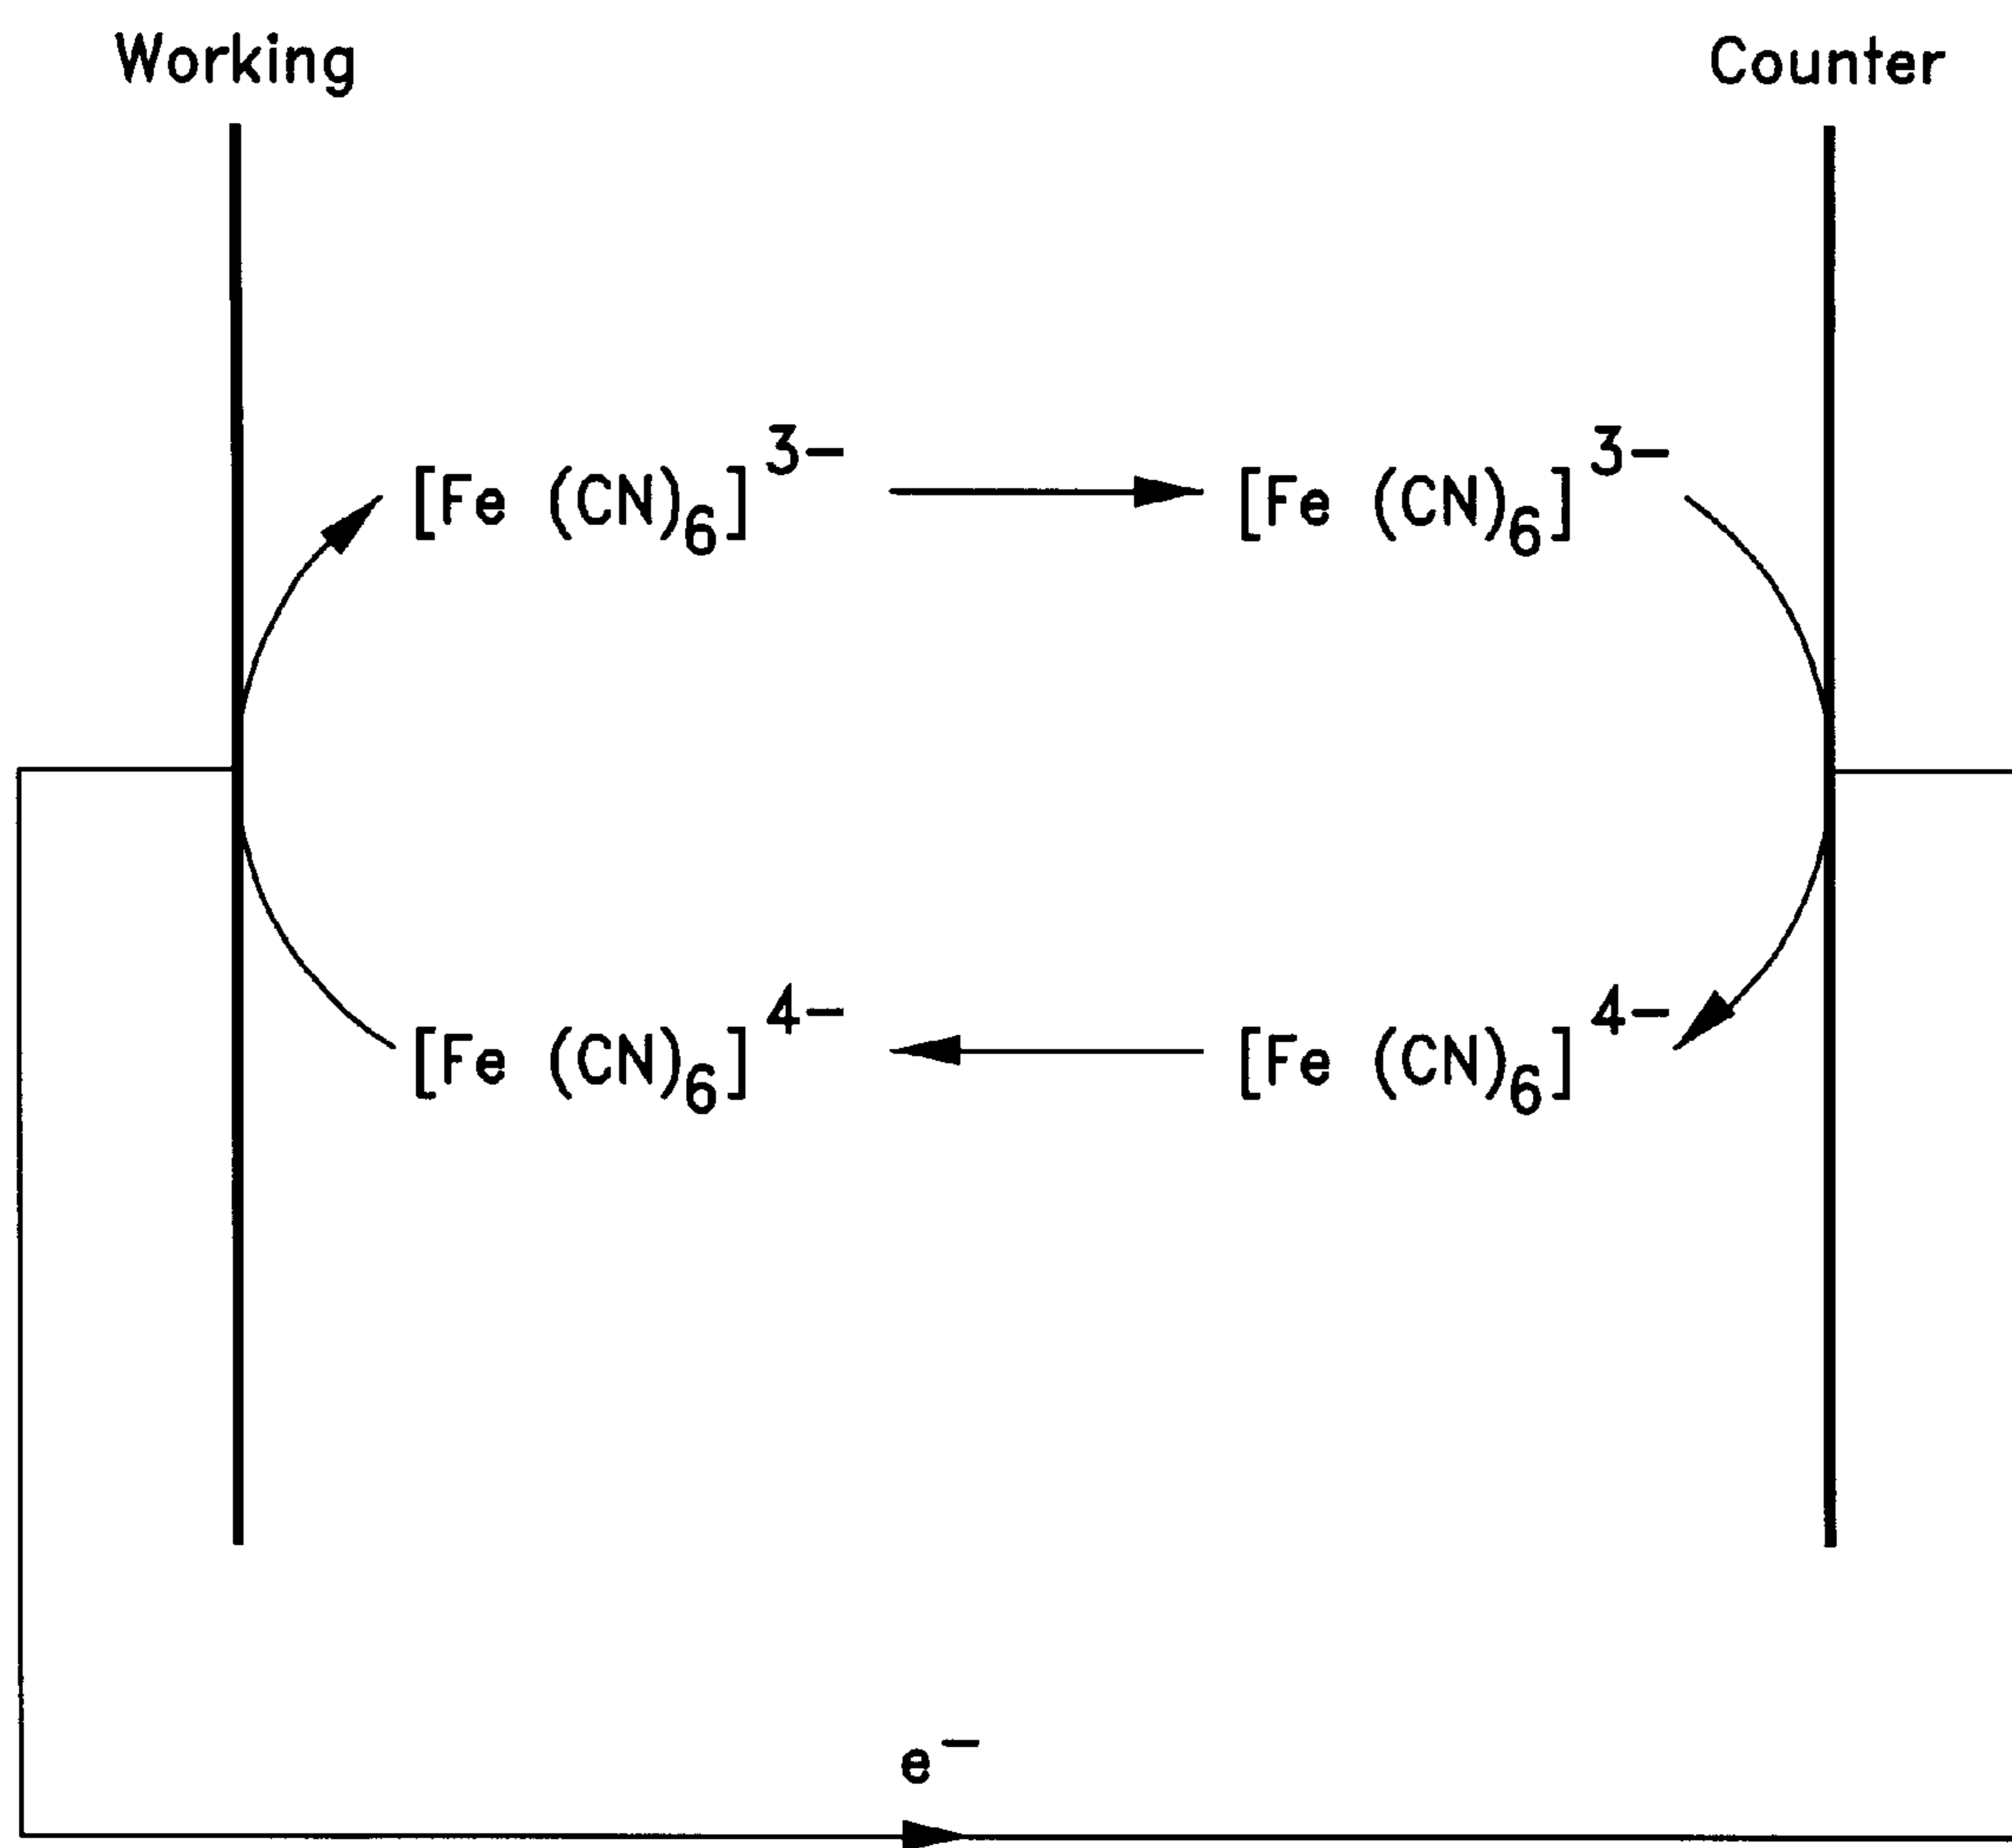 Working Counter
[Fe (CN)₆]³⁻ [Fe (CN)₆]³⁻
[Fe (CN)₆]⁴⁻ [Fe (CN)₆]⁴⁻
e⁻